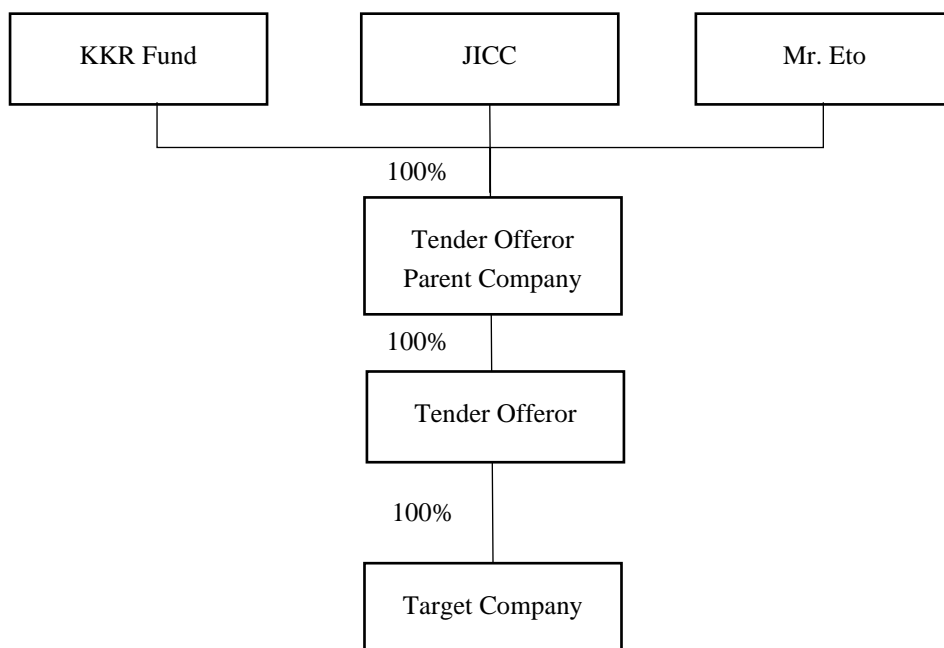 KKR Fund
JICC
Mr. Eto
100%
Tender Offeror
Parent Company
100%
Tender Offeror
100%
Target Company